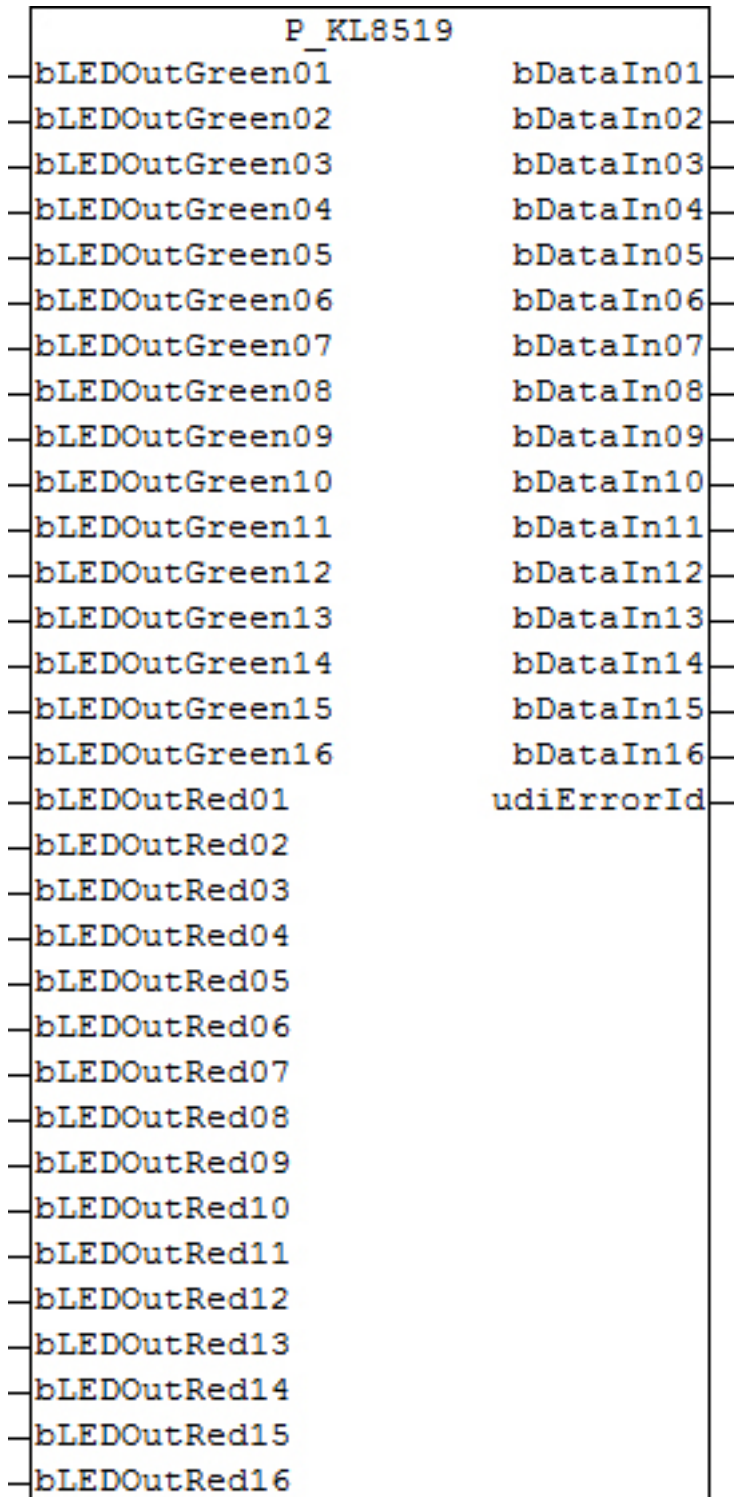 P_KL8519
bLEDOutGreen01 bDataIn01
bLEDOutGreen02 bDataIn02
bLEDOutGreen03 bDataIn03
bLEDOutGreen04 bDataIn04
bLEDOutGreen05 bDataIn05
bLEDOutGreen06 bDataIn06
bLEDOutGreen07 bDataIn07
bLEDOutGreen08 bDataIn08
bLEDOutGreen09 bDataIn09
bLEDOutGreen10 bDataIn10
bLEDOutGreen11 bDataIn11
bLEDOutGreen12 bDataIn12
bLEDOutGreen13 bDataIn13
bLEDOutGreen14 bDataIn14
bLEDOutGreen15 bDataIn15
bLEDOutGreen16 bDataIn16
bLEDOutRed01 udiErrorId
bLEDOutRed02
bLEDOutRed03
bLEDOutRed04
bLEDOutRed05
bLEDOutRed06
bLEDOutRed07
bLEDOutRed08
bLEDOutRed09
bLEDOutRed10
bLEDOutRed11
bLEDOutRed12
bLEDOutRed13
bLEDOutRed14
bLEDOutRed15
bLEDOutRed16